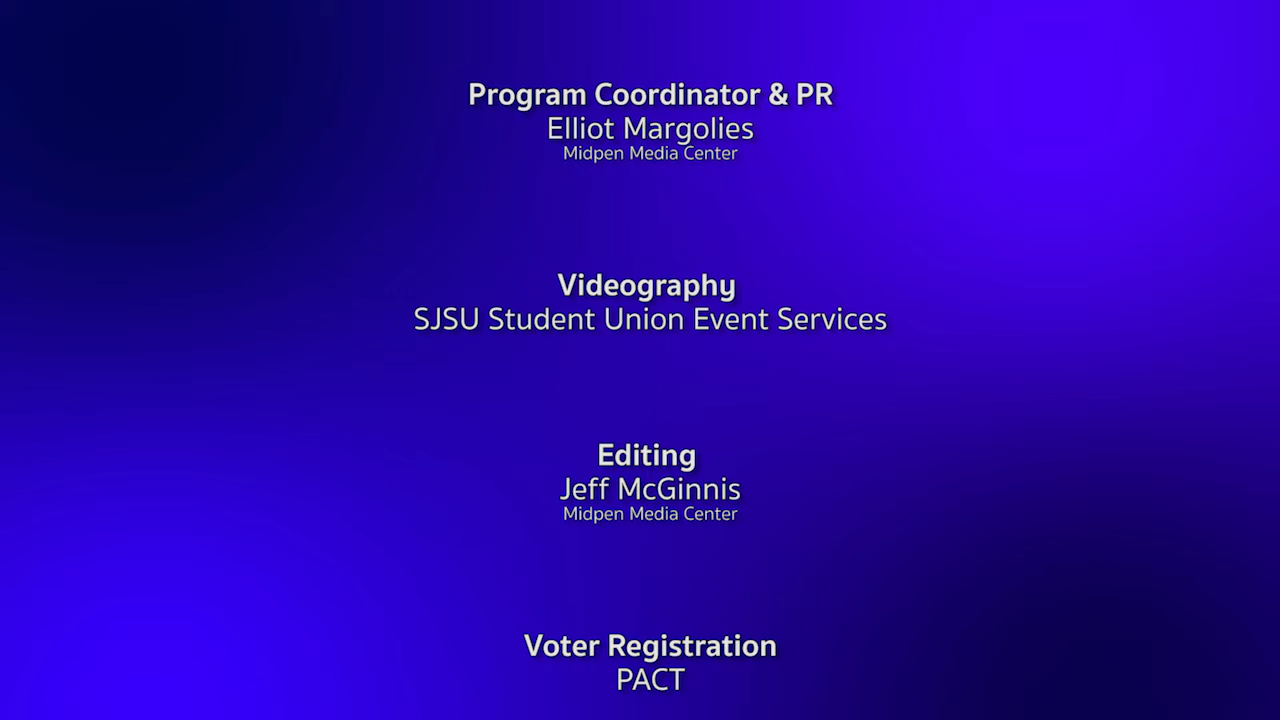 Program Coordinator & PR
Elliot Margolies
Midpen Media Center
Videography
SJSU Student Union Event Services
Editing
Jeff McGinnis
Midpen Media Center
Voter Registration
PACT